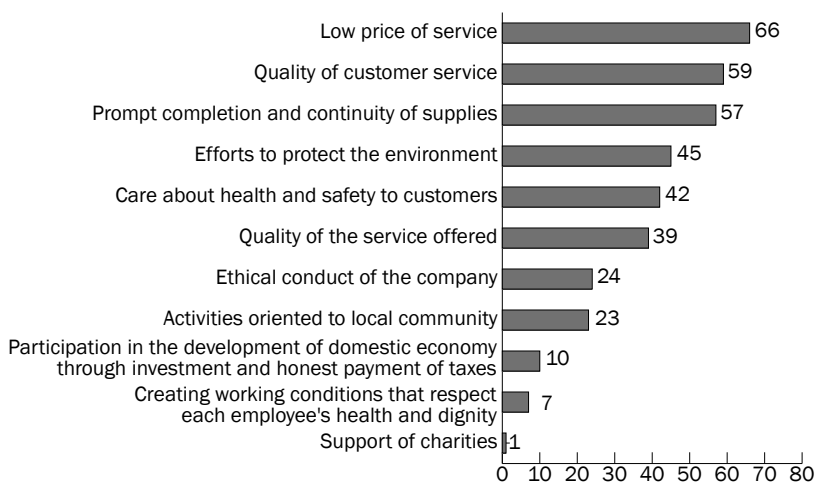 Low price of service 66
Quality of customer service 59
Prompt completion and continuity of supplies 57
Efforts to protect the environment 45
Care about health and safety to customers 42
Quality of the service offered 39
Ethical conduct of the company 24
Activities oriented to local community 23
Participation in the development of domestic economy
through investment and honest payment of taxes 10
Creating working conditions that respect
each employee's health and dignity 7
Support of charities 1
0 10 20 30 40 50 60 70 80